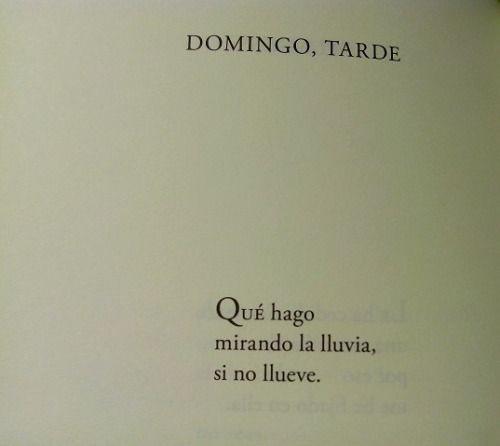 DOMINGO, TARDE
QUÉ hago
mirando la lluvia,
si no llueve.